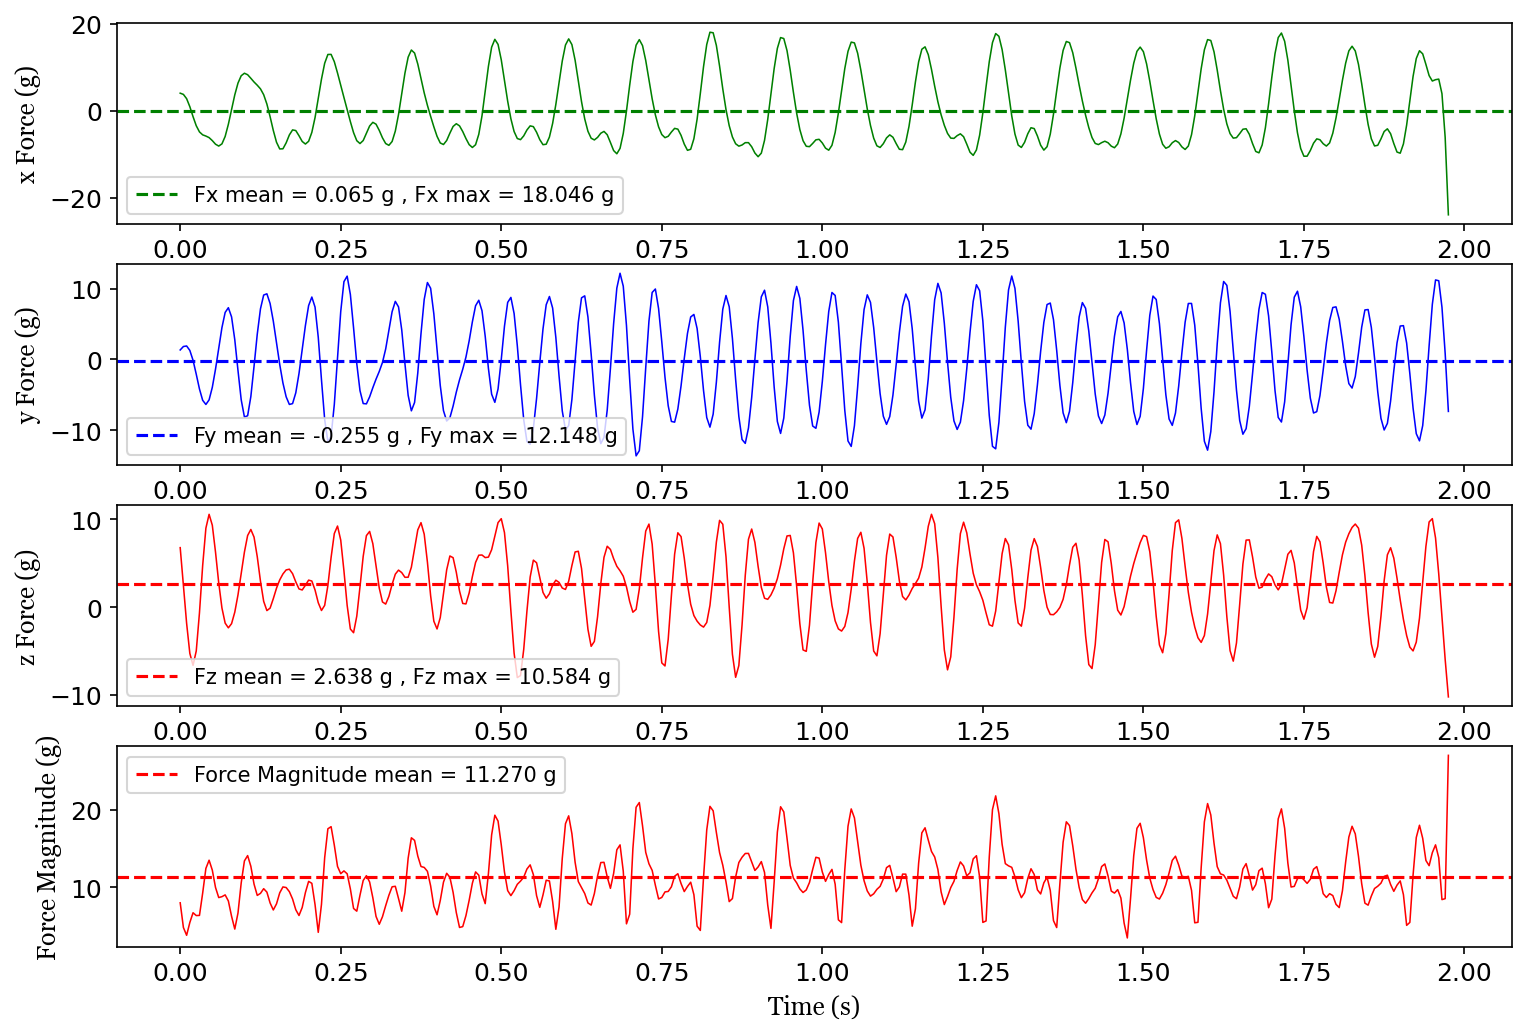 x Force (g)
20
0
−20
Fx mean = 0.065 g , Fx max = 18.046 g
0.00 0.25 0.50 0.75 1.00 1.25 1.50 1.75 2.00
y Force (g)
10
0
−10
Fy mean = -0.255 g , Fy max = 12.148 g
0.00 0.25 0.50 0.75 1.00 1.25 1.50 1.75 2.00
z Force (g)
10
0
−10
Fz mean = 2.638 g , Fz max = 10.584 g
0.00 0.25 0.50 0.75 1.00 1.25 1.50 1.75 2.00
Force Magnitude (g)
20
10
Force Magnitude mean = 11.270 g
0.00 0.25 0.50 0.75 1.00 1.25 1.50 1.75 2.00
Time (s)